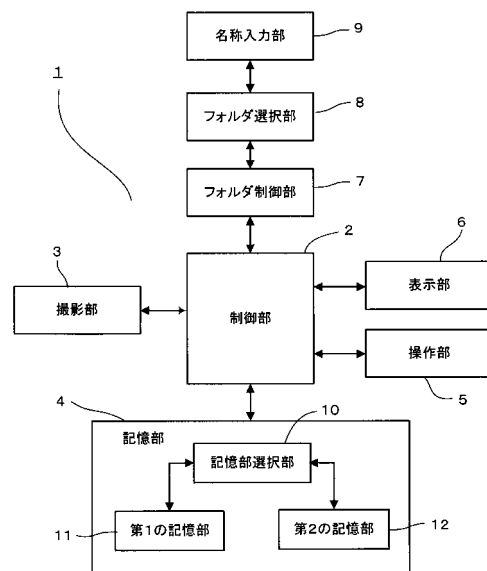 名称入力部
9
1
フォルダ選択部
8
フォルダ制御部
7
2
6
3
表示部
撮影部
制御部
操作部
5
4
10
記憶部
記憶部選択部
11
第1の記憶部
第2の記憶部
12